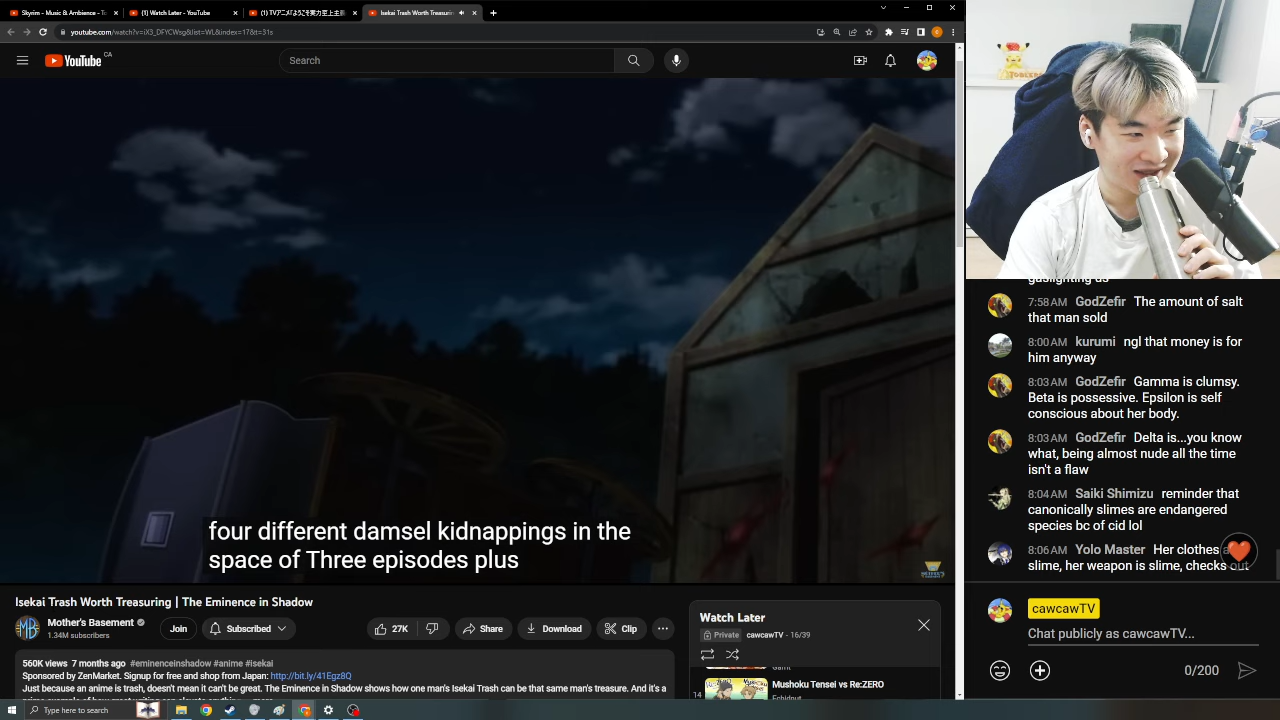 Skyrim - Music & Ambience - T
(1) Watch Later - YouTube
(1) TVアニメ『ようこそ実力至上主義
Isekai Trash Worth Treasurin
youtube.com/watch?v=iX3_DFYCWsg&list=WL&index=17&t=31s
YouTube CA
Search
TOBLERS
four different damsel kidnappings in the
space of Three episodes plus
Isekai Trash Worth Treasuring | The Eminence in Shadow
Mother's Basement
1.34M subscribers
Join
Subscribed
27K
Share
Download
Clip
560K views 7 months ago #eminenceinshadow #anime #isekai
Sponsored by ZenMarket. Signup for free and shop from Japan: http://bit.ly/41Egz8Q
Just because an anime is trash, doesn't mean it can't be great. The Eminence in Shadow shows how one man's Isekai Trash can be that same man's treasure. And it's a
Watch Later
Private cawcawTV - 16/39
14
Mushoku Tensei vs Re:ZERO
gaslighting us
7:58 AM GodZefir The amount of salt
that man sold
8:00 AM kurumi ngl that money is for
him anyway
8:03 AM GodZefir Gamma is clumsy.
Beta is possessive. Epsilon is self
conscious about her body.
8:03 AM GodZefir Delta is...you know
what, being almost nude all the time
isn't a flaw
8:04 AM Saiki Shimizu reminder that
canonically slimes are endangered
species bc of cid lol
8:06 AM Yolo Master Her clothes
slime, her weapon is slime, checks out
cawcawTV
Chat publicly as cawcawTV...
0/200
Type here to search